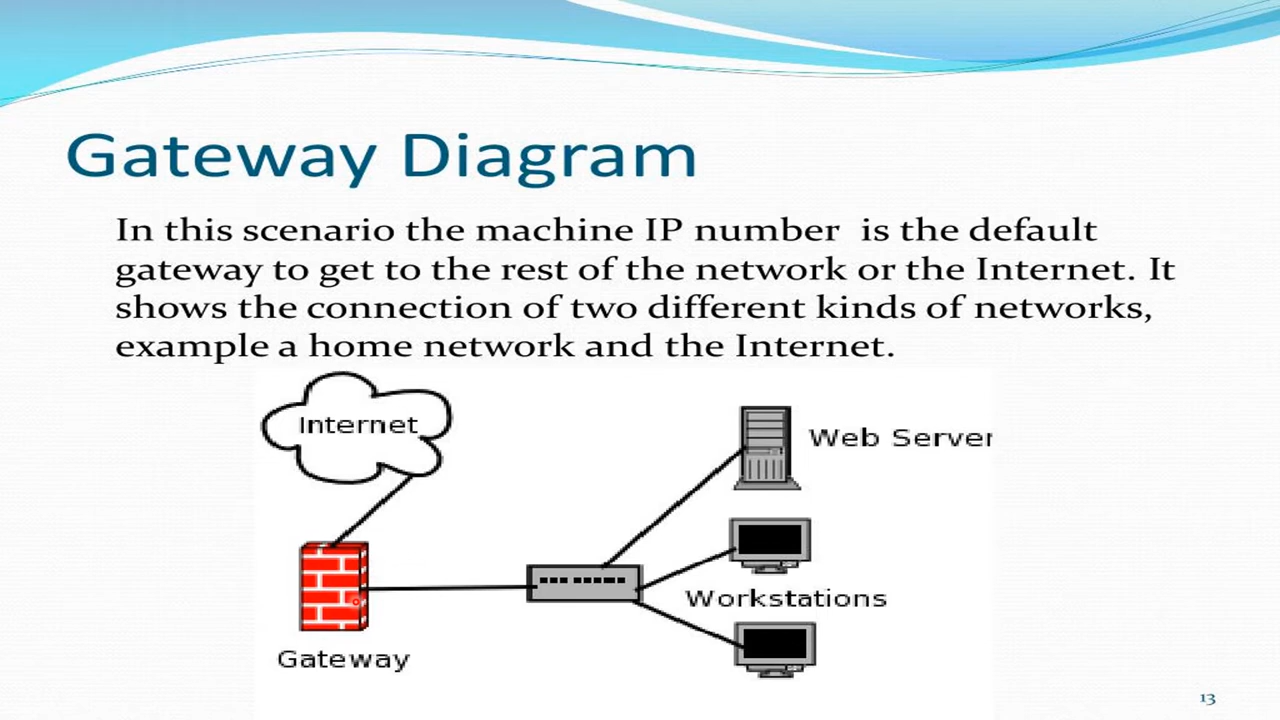 Gateway Diagram
In this scenario the machine IP number is the default
gateway to get to the rest of the network or the Internet. It
shows the connection of two different kinds of networks,
example a home network and the Internet.
Internet
Web Server
Workstations
Gateway
13